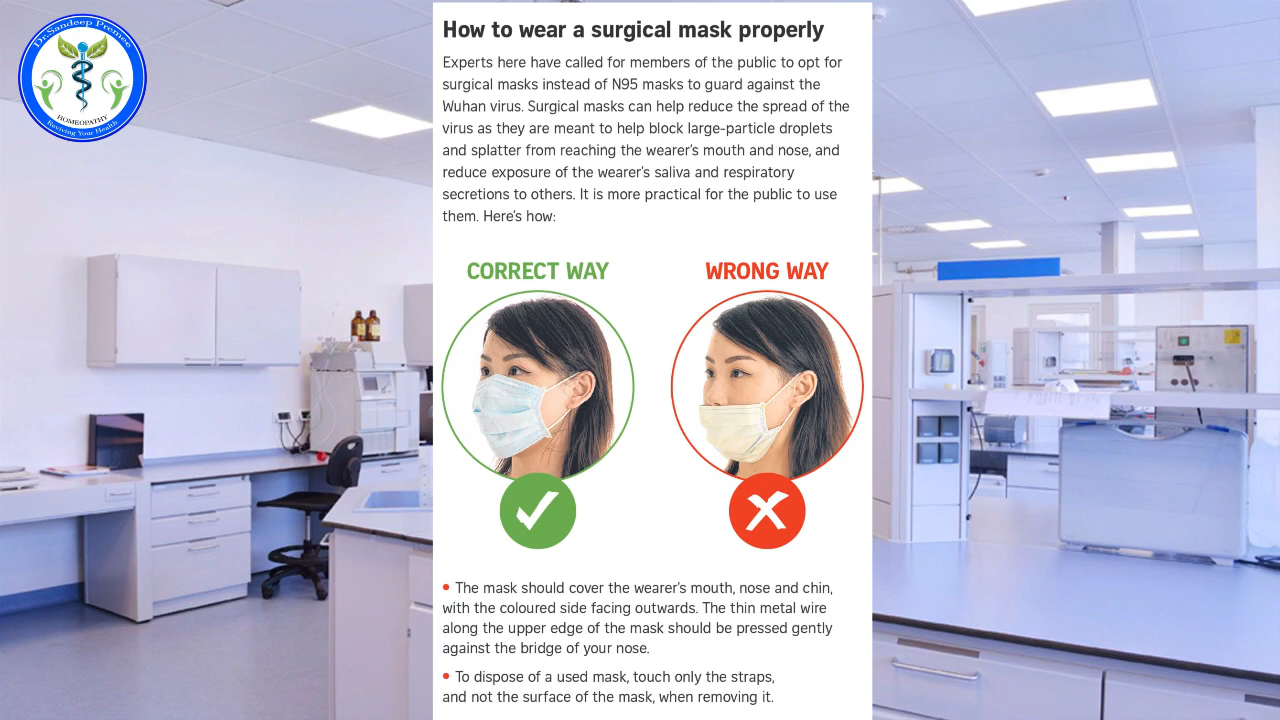 Dr.Sandeep Premee
HOMEOPATHY
Reviving Your Health
How to wear a surgical mask properly
Experts here have called for members of the public to opt for
surgical masks instead of N95 masks to guard against the
Wuhan virus. Surgical masks can help reduce the spread of the
virus as they are meant to help block large-particle droplets
and splatter from reaching the wearer's mouth and nose, and
reduce exposure of the wearer's saliva and respiratory
secretions to others. It is more practical for the public to use
them. Here's how:
CORRECT WAY
WRONG WAY
• The mask should cover the wearer's mouth, nose and chin,
with the coloured side facing outwards. The thin metal wire
along the upper edge of the mask should be pressed gently
against the bridge of your nose.
• To dispose of a used mask, touch only the straps,
and not the surface of the mask, when removing it.